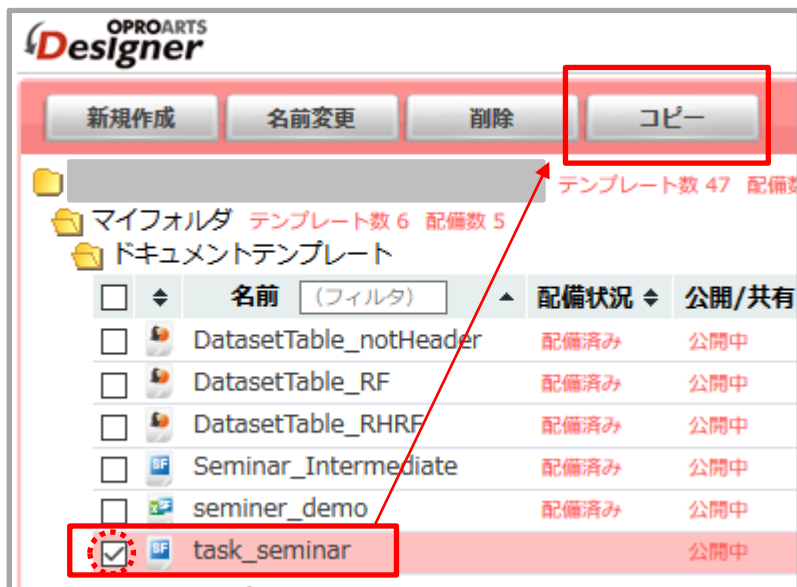 OPROARTS
Designer
新規作成 名前変更 削除 コピー
テンプレート数 47 配備数
マイフォルダ テンプレート数 6 配備数 5
ドキュメントテンプレート
名前 (フィルタ) 配備状況 公開/共有
DatasetTable_notHeader 配備済み 公開中
DatasetTable_RF 配備済み 公開中
DatasetTable_RHRF 配備済み 公開中
SF Seminar_Intermediate 配備済み 公開中
seminer_demo 配備済み 公開中
SF task_seminar 公開中